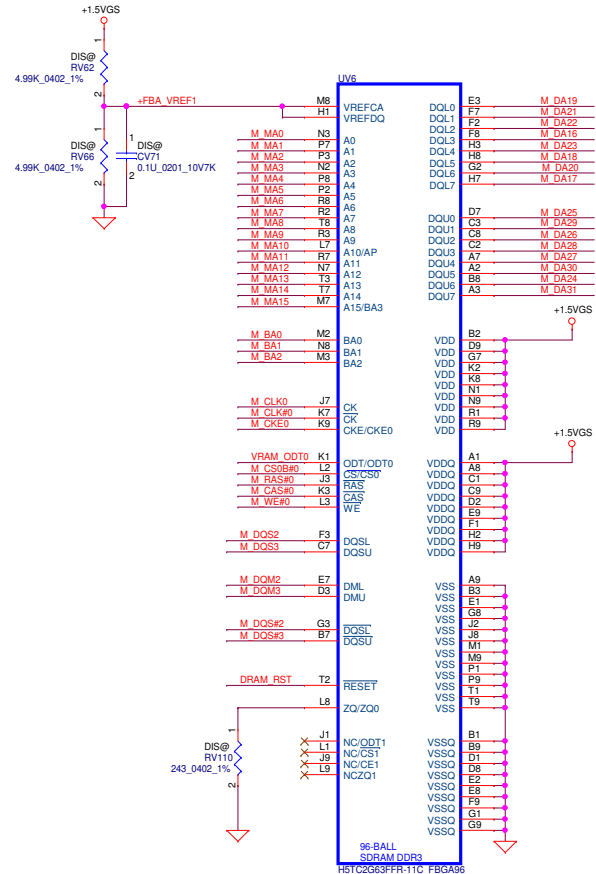 +1.5VGS
1
DIS@
RV62
4.99K_0402_1%
2
+FBA_VREF1
DIS@
RV66
4.99K_0402_1%
1
2
1
DIS@
CV71
0.1U_0201_10V7K
2
UV6
M8 VREFCA
H1 VREFDQ
M_MA0 N3 A0
M_MA1 P7 A1
M_MA2 P3 A2
M_MA3 N2 A3
M_MA4 P8 A4
M_MA5 P2 A5
M_MA6 R8 A6
M_MA7 R2 A7
M_MA8 T8 A8
M_MA9 R3 A9
M_MA10 L7 A10/AP
M_MA11 R7 A11
M_MA12 N7 A12
M_MA13 T3 A13
M_MA14 T7 A14
M_MA15 M7 A15/BA3
M_BA0 M2 BA0
M_BA1 N8 BA1
M_BA2 M3 BA2
M_CLK0 J7 CK
M_CLK#0 K7 CK
M_CKE0 K9 CKE/CKE0
VRAM_ODT0 K1 ODT/ODT0
M_CS0B#0 L2 CS/CS0
M_RAS#0 J3 RAS
M_CAS#0 K3 CAS
M_WE#0 L3 WE
M_DQS2 F3 DQSL
M_DQS3 C7 DQSU
M_DQM2 E7 DML
M_DQM3 D3 DMU
M_DQS#2 G3 DQSL
M_DQS#3 B7 DQSU
DRAM_RST T2 RESET
L8 ZQ/ZQ0
1
DIS@
RV110
243_0402_1%
2
J1 NC/ODT1
L1 NC/CS1
J9 NC/CE1
L9 NCZQ1
DQL0 E3 M_DA19
DQL1 F7 M_DA21
DQL2 F2 M_DA22
DQL3 F8 M_DA16
DQL4 H3 M_DA23
DQL5 H8 M_DA18
DQL6 G2 M_DA20
DQL7 H7 M_DA17
DQU0 D7 M_DA25
DQU1 C3 M_DA29
DQU2 C8 M_DA26
DQU3 C2 M_DA28
DQU4 A7 M_DA27
DQU5 A2 M_DA30
DQU6 B8 M_DA24
DQU7 A3 M_DA31
+1.5VGS
VDD B2
VDD D9
VDD G7
VDD K2
VDD K8
VDD N1
VDD N9
VDD R1
VDD R9
+1.5VGS
VDDQ A1
VDDQ A8
VDDQ C1
VDDQ C9
VDDQ D2
VDDQ E9
VDDQ F1
VDDQ H2
VDDQ H9
VSS A9
VSS B3
VSS E1
VSS G8
VSS J2
VSS J8
VSS M1
VSS M9
VSS P1
VSS P9
VSS T1
VSS T9
VSSQ B1
VSSQ B9
VSSQ D1
VSSQ D8
VSSQ E2
VSSQ E8
VSSQ F9
VSSQ G1
VSSQ G9
96-BALL
SDRAM DDR3
H5TC2G63FFR-11C_FBGA96